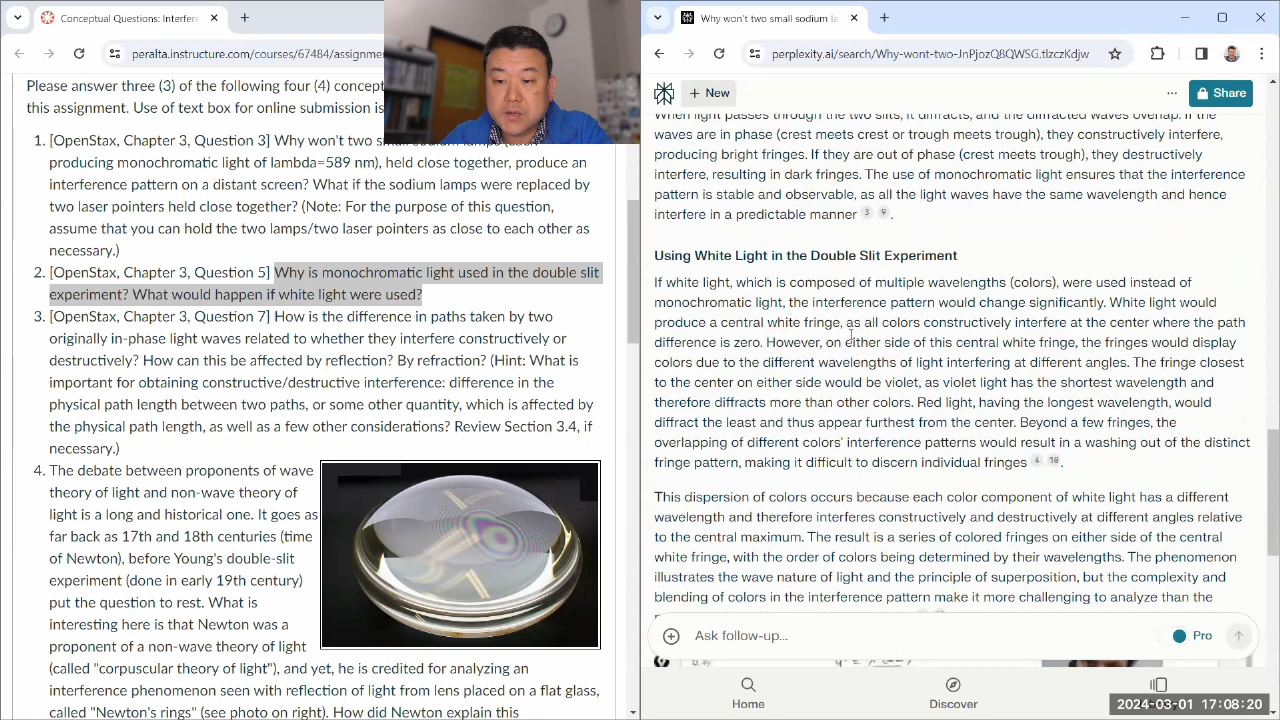 Conceptual Questions: Interfere
peralta.instructure.com/courses/67484/assignme
Please answer three (3) of the following four (4) concept
this assignment. Use of text box for online submission is
1. [OpenStax, Chapter 3, Question 3] Why won't two small sodium lamps (each
producing monochromatic light of lambda=589 nm), held close together, produce an
interference pattern on a distant screen? What if the sodium lamps were replaced by
two laser pointers held close together? (Note: For the purpose of this question,
assume that you can hold the two lamps/two laser pointers as close to each other as
necessary.)
2. [OpenStax, Chapter 3, Question 5] Why is monochromatic light used in the double slit
experiment? What would happen if white light were used?
3. [OpenStax, Chapter 3, Question 7] How is the difference in paths taken by two
originally in-phase light waves related to whether they interfere constructively or
destructively? How can this be affected by reflection? By refraction? (Hint: What is
important for obtaining constructive/destructive interference: difference in the
physical path length between two paths, or some other quantity, which is affected by
the physical path length, as well as a few other considerations? Review Section 3.4, if
necessary.)
4. The debate between proponents of wave
theory of light and non-wave theory of
light is a long and historical one. It goes as
far back as 17th and 18th centuries (time
of Newton), before Young's double-slit
experiment (done in early 19th century)
put the question to rest. What is
interesting here is that Newton was a
proponent of a non-wave theory of light
(called "corpuscular theory of light"), and yet, he is credited for analyzing an
interference phenomenon seen with reflection of light from lens placed on a flat glass,
called "Newton's rings" (see photo on right). How did Newton explain this
Why won't two small sodium la
perplexity.ai/search/Why-wont-two-JnPjozQ8QWSG.tlzczKdjw
+ New
Share
When light passes through the two slits, it diffracts, and the diffracted waves overlap. If the
waves are in phase (crest meets crest or trough meets trough), they constructively interfere,
producing bright fringes. If they are out of phase (crest meets trough), they destructively
interfere, resulting in dark fringes. The use of monochromatic light ensures that the interference
pattern is stable and observable, as all the light waves have the same wavelength and hence
interfere in a predictable manner 3 9 .
Using White Light in the Double Slit Experiment
If white light, which is composed of multiple wavelengths (colors), were used instead of
monochromatic light, the interference pattern would change significantly. White light would
produce a central white fringe, as all colors constructively interfere at the center where the path
difference is zero. However, on either side of this central white fringe, the fringes would display
colors due to the different wavelengths of light interfering at different angles. The fringe closest
to the center on either side would be violet, as violet light has the shortest wavelength and
therefore diffracts more than other colors. Red light, having the longest wavelength, would
diffract the least and thus appear furthest from the center. Beyond a few fringes, the
overlapping of different colors' interference patterns would result in a washing out of the distinct
fringe pattern, making it difficult to discern individual fringes 4 10 .
This dispersion of colors occurs because each color component of white light has a different
wavelength and therefore interferes constructively and destructively at different angles relative
to the central maximum. The result is a series of colored fringes on either side of the central
white fringe, with the order of colors being determined by their wavelengths. The phenomenon
illustrates the wave nature of light and the principle of superposition, but the complexity and
blending of colors in the interference pattern make it more challenging to analyze than the
Ask follow-up...
Pro
Home
Discover
2024-03-01 17:08:20